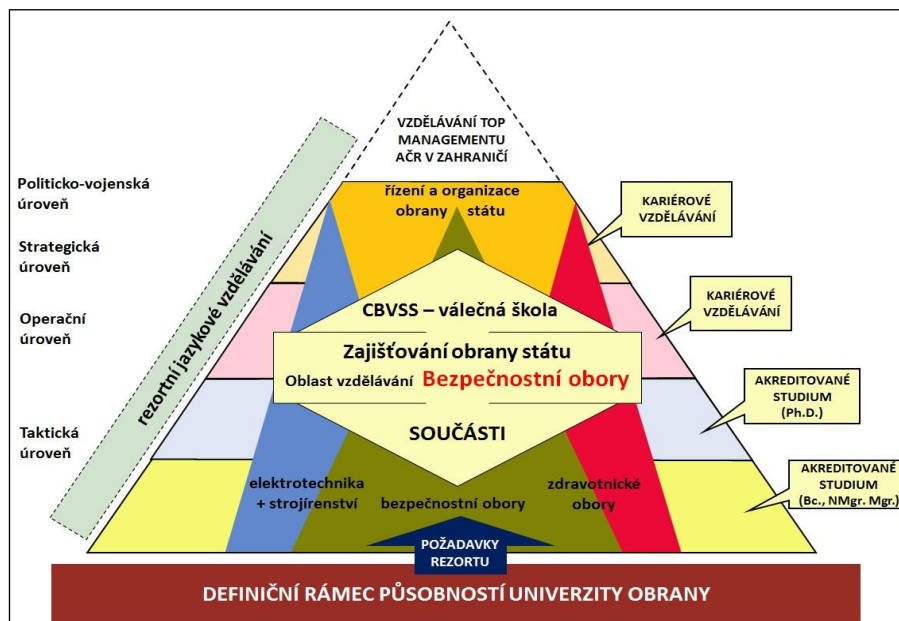 VZDĚLÁVÁNÍ TOP
MANAGEMENTU
AČR V ZAHRANIČÍ
Politicko-vojenská
úroveň
řízení a organizace
obrany státu
KARIÉROVÉ
VZDĚLÁVÁNÍ
Strategická
úroveň
rezortní jazykové vzdělávání
Operační
úroveň
CBVSS – válečná škola
KARIÉROVÉ
VZDĚLÁVÁNÍ
Zajišťování obrany státu
Oblast vzdělávání Bezpečnostní obory
AKREDITOVANÉ
STUDIUM
(Ph.D.)
Taktická
úroveň
SOUČÁSTI
elektrotechnika
+ strojírenství
bezpečnostní obory
zdravotnické
obory
AKREDITOVANÉ
STUDIUM
(Bc., NMgr. Mgr.)
POŽADAVKY
REZORTU
DEFINIČNÍ RÁMEC PŮSOBNOSTÍ UNIVERZITY OBRANY